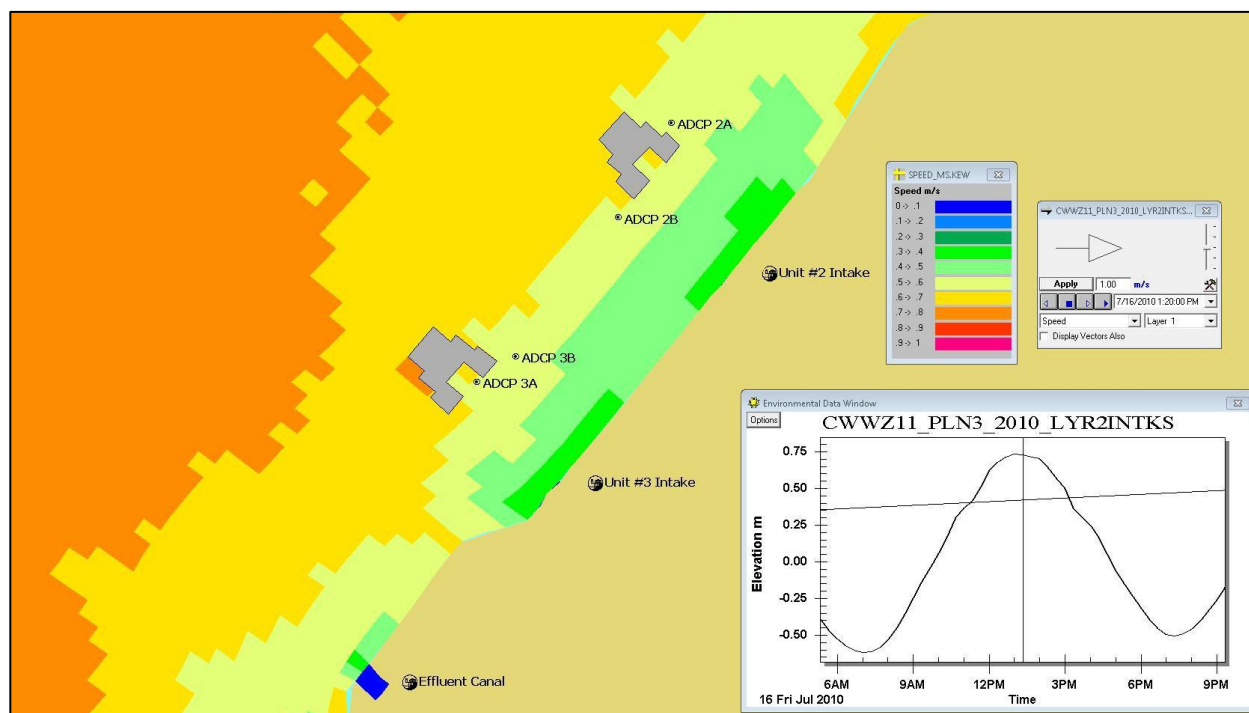 ADCP 2A
ADCP 2B
Unit #2 Intake
ADCP 3B
ADCP 3A
Unit #3 Intake
Effluent Canal
SPEED_MS.KEW
Speed m/s
0 -> .1
.1 -> .2
.2 -> .3
.3 -> .4
.4 -> .5
.5 -> .6
.6 -> .7
.7 -> .8
.8 -> .9
.9 -> 1
CWWZ11_PLN3_2010_LYR2INTKS...
Apply 1.00 m/s
7/16/2010 1:20:00 PM
Speed Layer 1
Display Vectors Also
Environmental Data Window
Options
CWWZ11_PLN3_2010_LYR2INTKS
Elevation m
0.75
0.50
0.25
0.00
-0.25
-0.50
6AM 9AM 12PM 3PM 6PM 9PM
16 Fri Jul 2010 Time